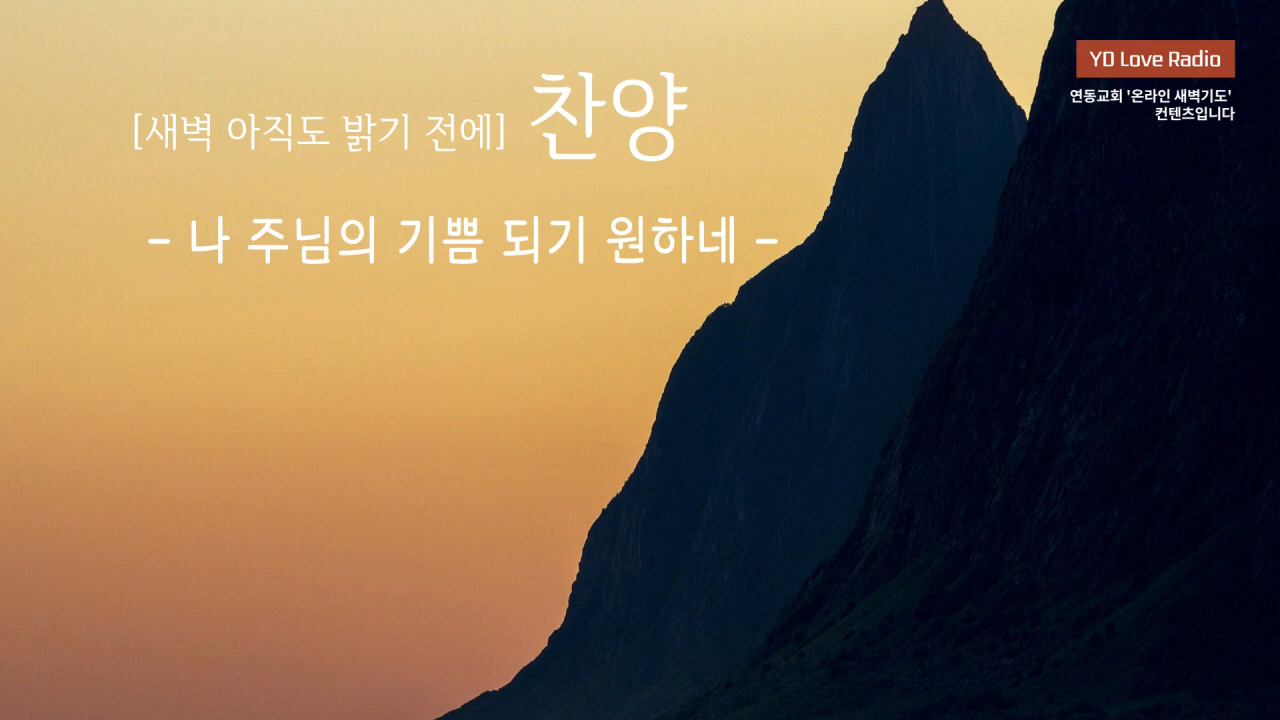 [새벽 아직도 밝기 전에] 찬양
- 나 주님의 기쁨 되기 원하네 -
YD Love Radio
연동교회 '온라인 새벽기도'
컨텐츠입니다